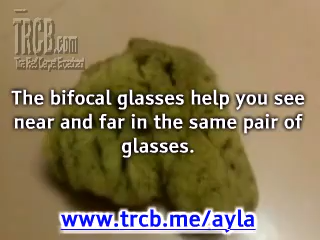 TRCB.com
The bifocal glasses help you see
near and far in the same pair of
glasses.
www.trcb.me/ayla